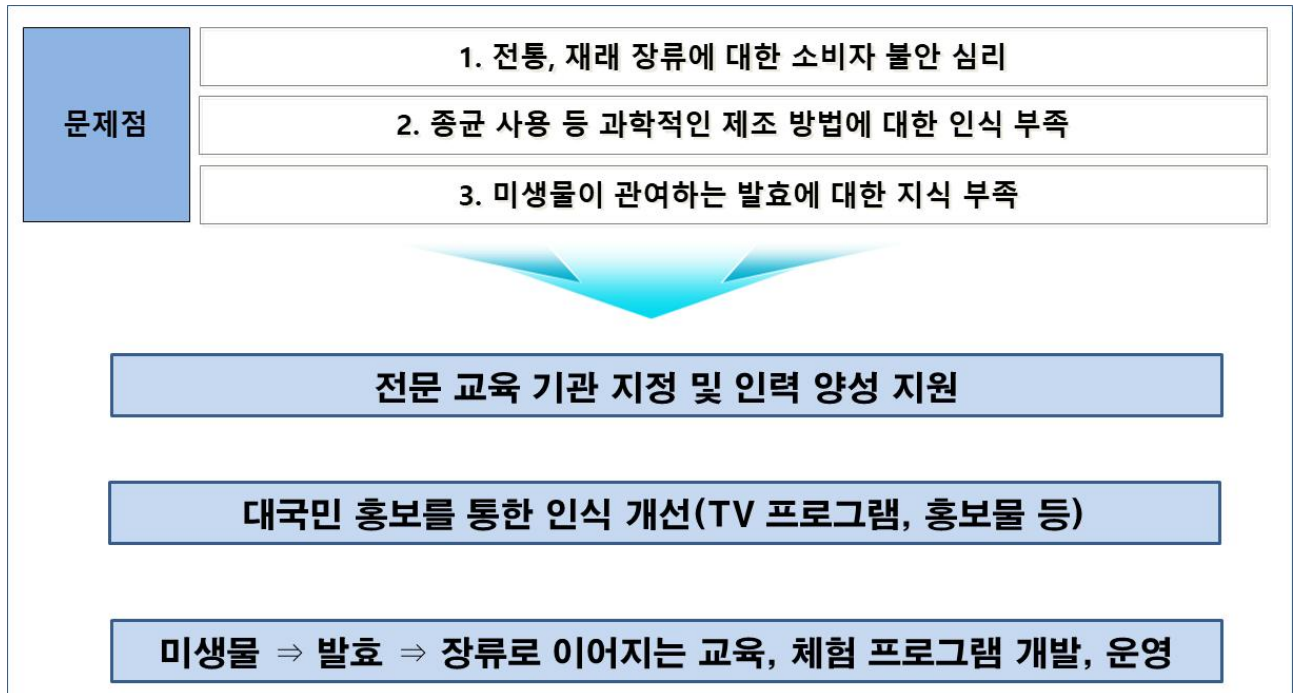 문제점
1. 전통, 재래 장류에 대한 소비자 불안 심리
2. 종균 사용 등 과학적인 제조 방법에 대한 인식 부족
3. 미생물이 관여하는 발효에 대한 지식 부족
전문 교육 기관 지정 및 인력 양성 지원
대국민 홍보를 통한 인식 개선(TV 프로그램, 홍보물 등)
미생물 ⇒ 발효 ⇒ 장류로 이어지는 교육, 체험 프로그램 개발, 운영